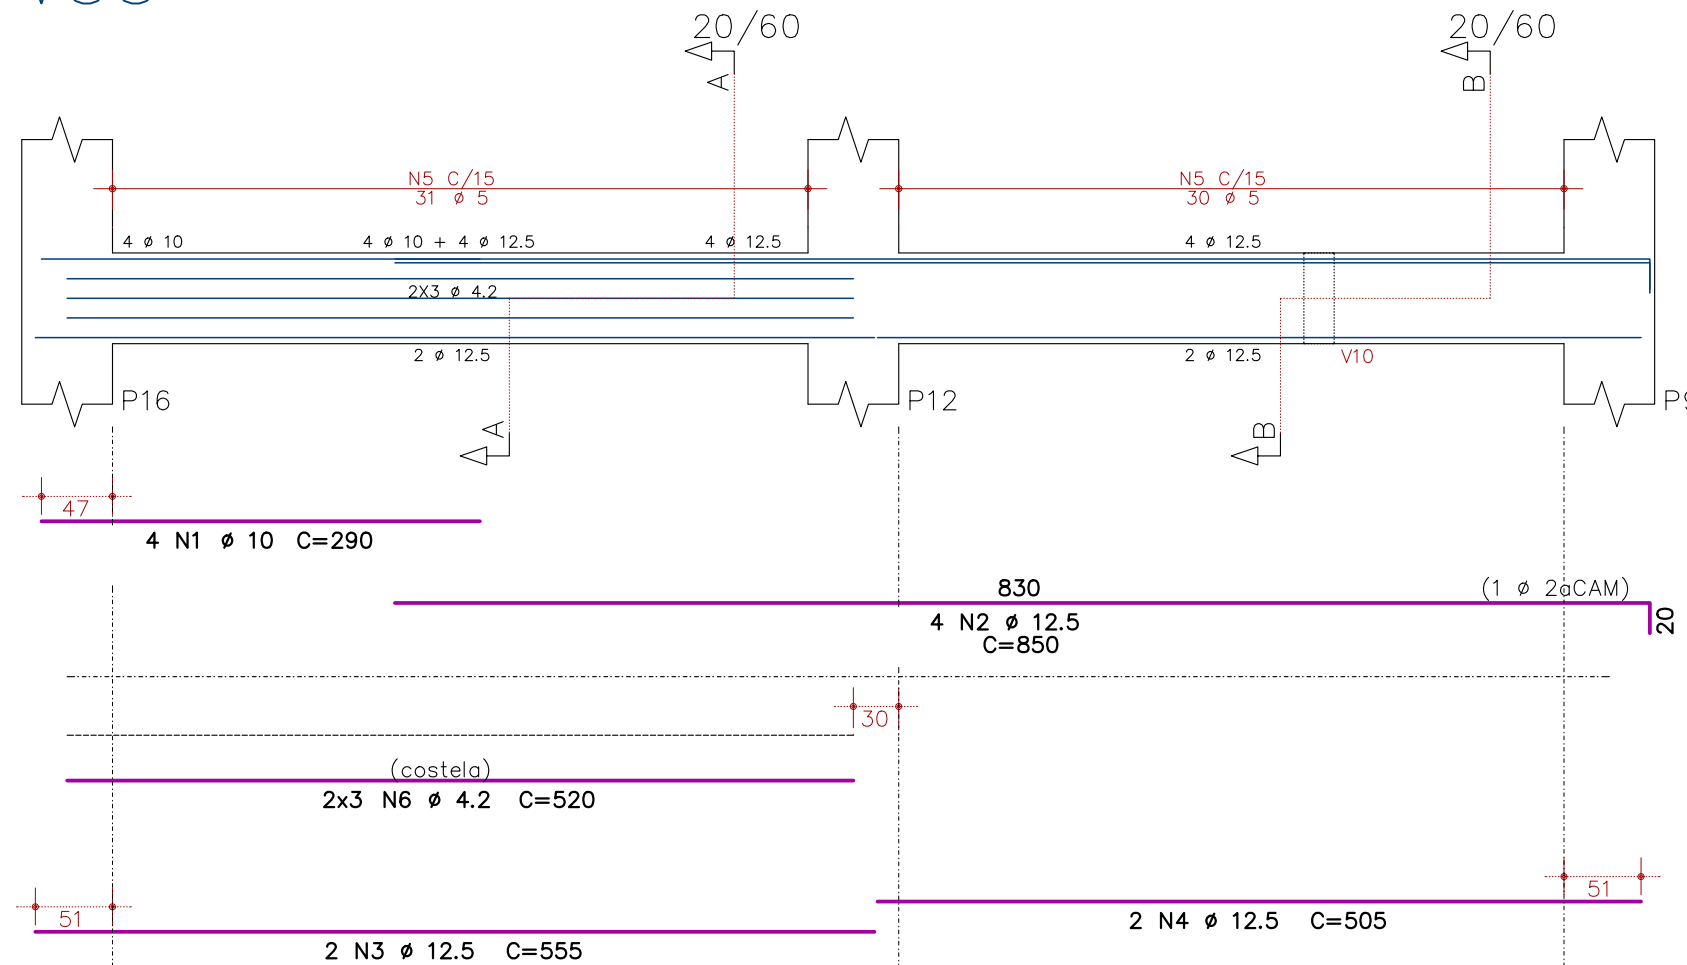 20/60
20/60
A
B
N5 C/15
31 ø 5
N5 C/15
30 ø 5
4 ø 10
4 ø 10 + 4 ø 12.5
4 ø 12.5
4 ø 12.5
2X3 ø 4.2
2 ø 12.5
2 ø 12.5
V10
P16
P12
A
B
47
4 N1 ø 10 C=290
830
(1 ø 2aCAM)
4 N2 ø 12.5
C=850
20
30
(costela)
2x3 N6 ø 4.2 C=520
51
51
2 N4 ø 12.5 C=505
2 N3 ø 12.5 C=555